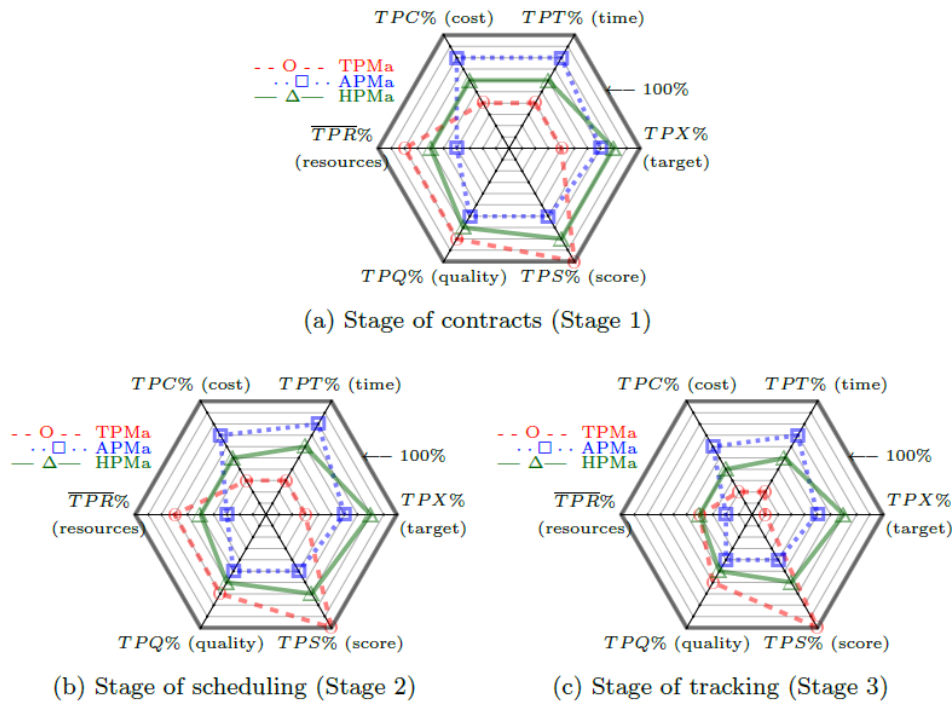 TPC% (cost) TPT% (time)
- - O - - TPMa
· · □ · · APMa
— Δ — HPMa
←— 100%
TPR% TPX%
(resources) (target)
TPQ% (quality) TPS% (score)
(a) Stage of contracts (Stage 1)
TPC% (cost) TPT% (time)
- - O - - TPMa
· · □ · · APMa
— Δ — HPMa
←— 100%
TPR% TPX%
(resources) (target)
TPQ% (quality) TPS% (score)
(b) Stage of scheduling (Stage 2)
TPC% (cost) TPT% (time)
- - O - - TPMa
· · □ · · APMa
— Δ — HPMa
←— 100%
TPR% TPX%
(resources) (target)
TPQ% (quality) TPS% (score)
(c) Stage of tracking (Stage 3)